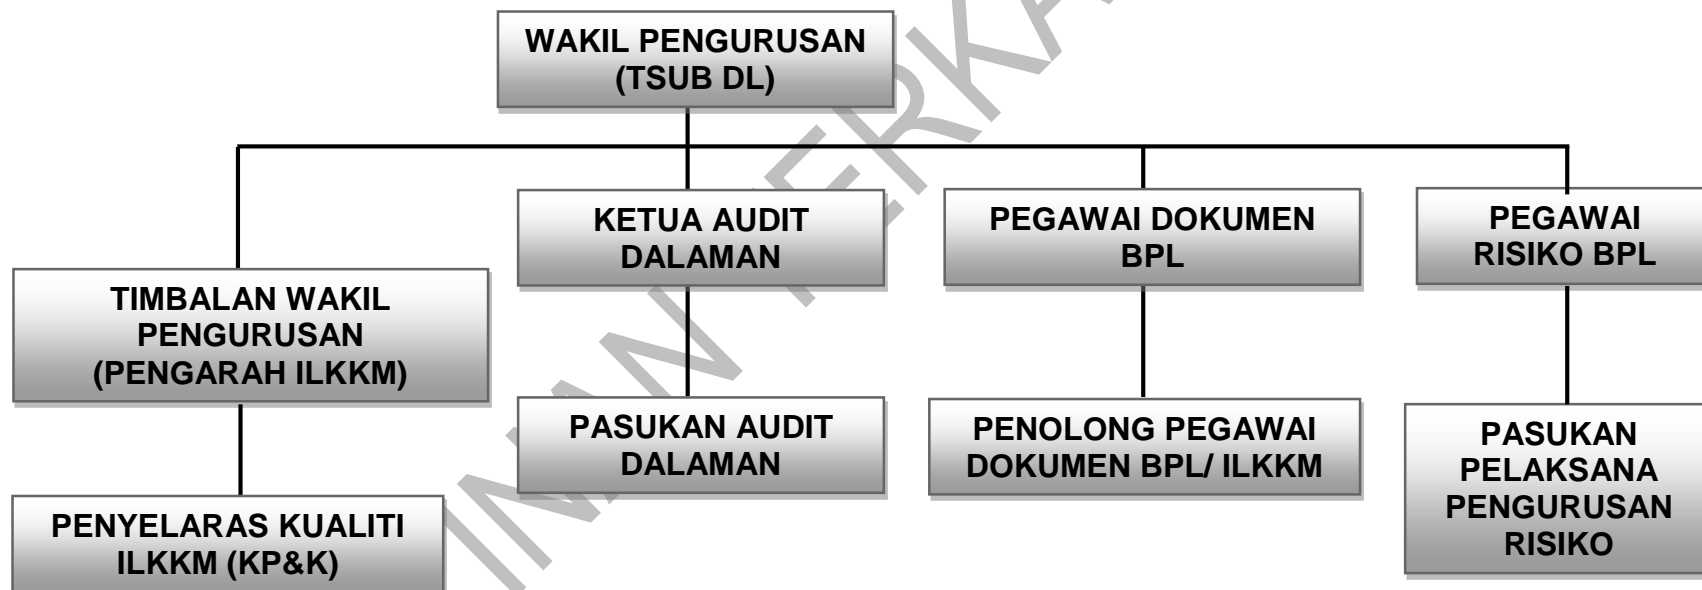 WAKIL PENGURUSAN
(TSUB DL)
KETUA AUDIT
DALAMAN
PEGAWAI DOKUMEN
BPL
PEGAWAI
RISIKO BPL
TIMBALAN WAKIL
PENGURUSAN
(PENGARAH ILKKM)
PASUKAN AUDIT
DALAMAN
PENOLONG PEGAWAI
DOKUMEN BPL/ ILKKM
PASUKAN
PELAKSANA
PENGURUSAN
RISIKO
PENYELARAS KUALITI
ILKKM (KP&K)